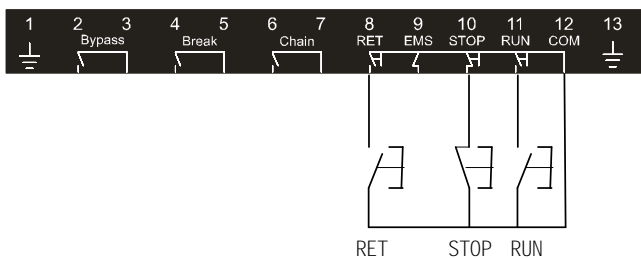 1 2 3 4 5 6 7 8 9 10 11 12 13
Bypass Break Chain RET EMS STOP RUN COM
RET STOP RUN